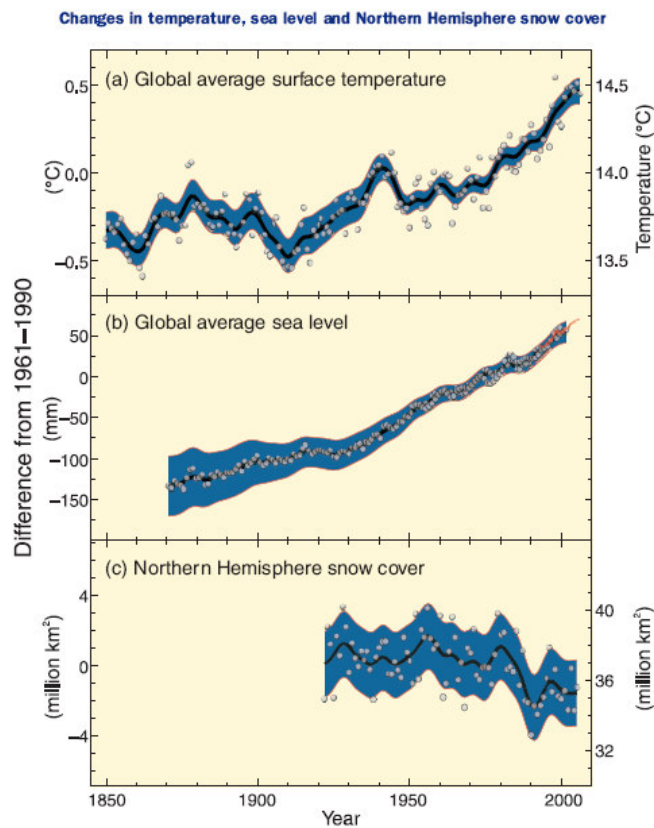 Changes in temperature, sea level and Northern Hemisphere snow cover
(a) Global average surface temperature
0.5
0.0
−0.5
(°C)
14.5
14.0
13.5
Temperature (°C)
Difference from 1961–1990
(b) Global average sea level
50
0
−50
−100
−150
(mm)
(c) Northern Hemisphere snow cover
4
0
−4
(million km²)
40
36
32
(million km²)
1850 1900 1950 2000
Year